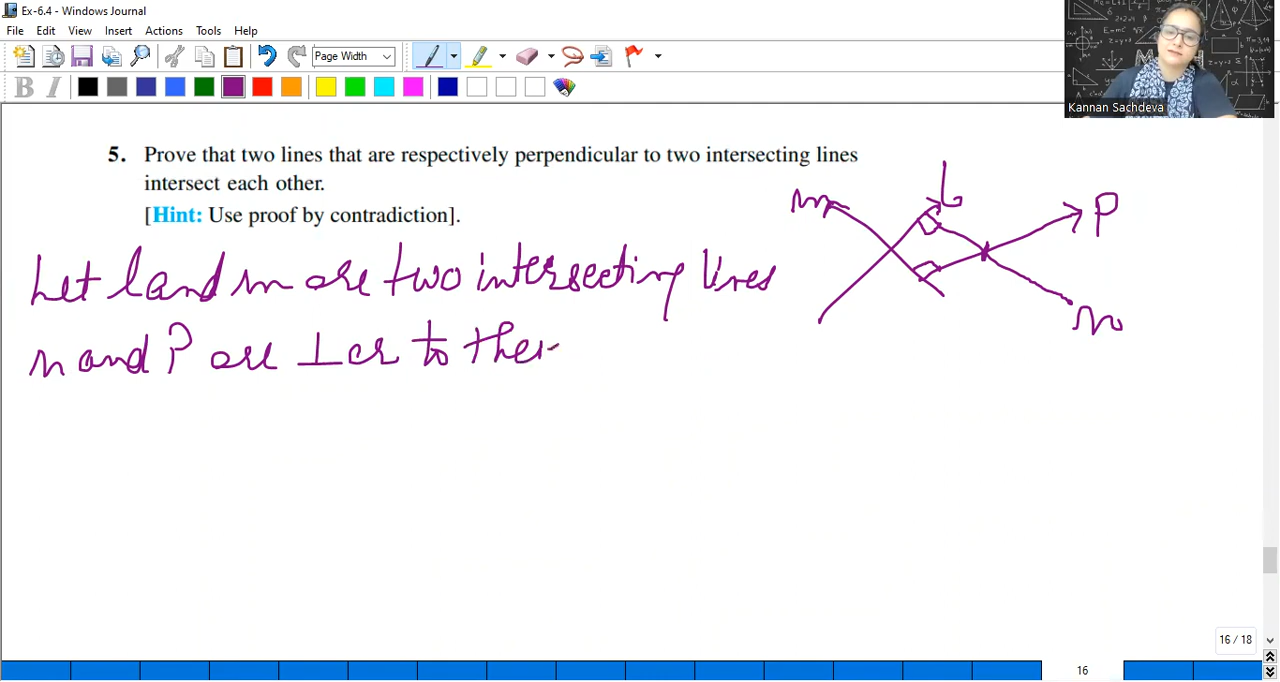 Ex-6.4 - Windows Journal
File Edit View Insert Actions Tools Help
Page Width
B I
Kannan Sachdeva
5. Prove that two lines that are respectively perpendicular to two intersecting lines
intersect each other.
[Hint: Use proof by contradiction].
m l P
n
Let l and m are two intersecting lines
n and P are ⊥er to the
16 / 18
16